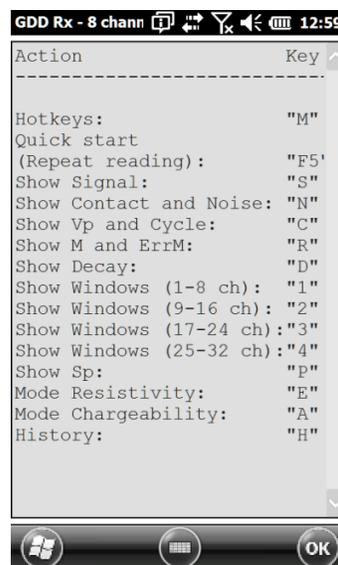 GDD Rx - 8 chann 12:59
Action Key
---------------------------
Hotkeys: "M"
Quick start
(Repeat reading): "F5'
Show Signal: "S"
Show Contact and Noise: "N"
Show Vp and Cycle: "C"
Show M and ErrM: "R"
Show Decay: "D"
Show Windows (1-8 ch): "1"
Show Windows (9-16 ch): "2"
Show Windows (17-24 ch):"3"
Show Windows (25-32 ch):"4"
Show Sp: "P"
Mode Resistivity: "E"
Mode Chargeability: "A"
History: "H"
OK